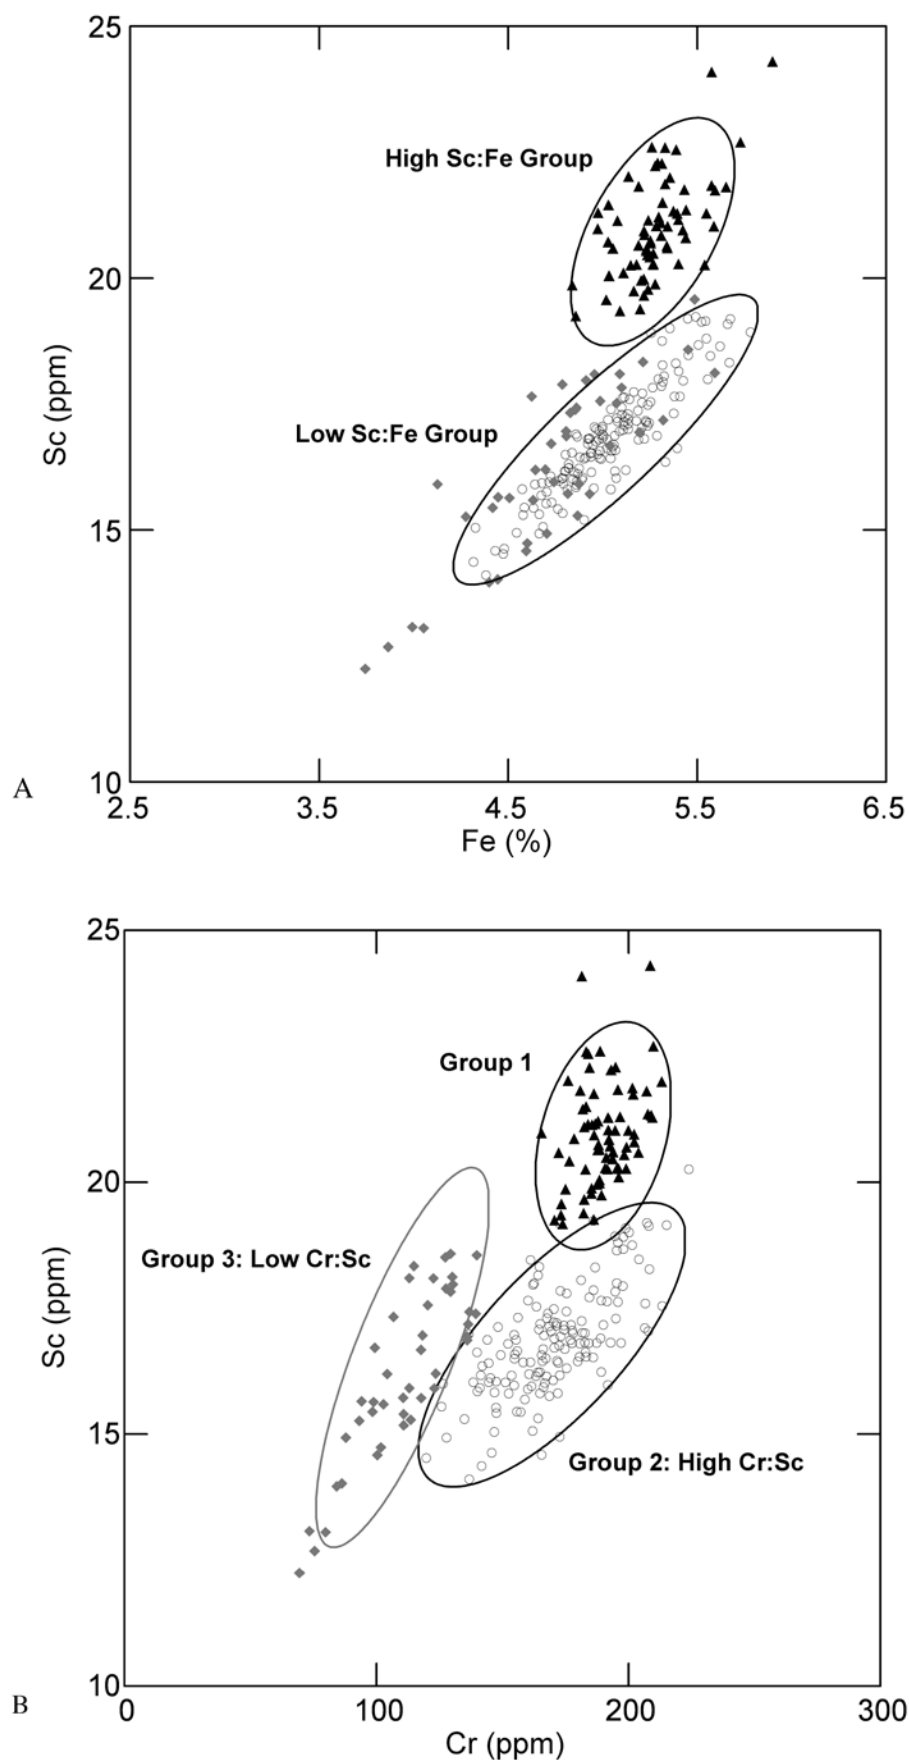 25
High Sc:Fe Group
20
Sc (ppm)
Low Sc:Fe Group
15
10
A
2.5 3.5 4.5 5.5 6.5
Fe (%)
25
Group 1
20
Group 3: Low Cr:Sc
Sc (ppm)
15
Group 2: High Cr:Sc
10
B
0 100 200 300
Cr (ppm)